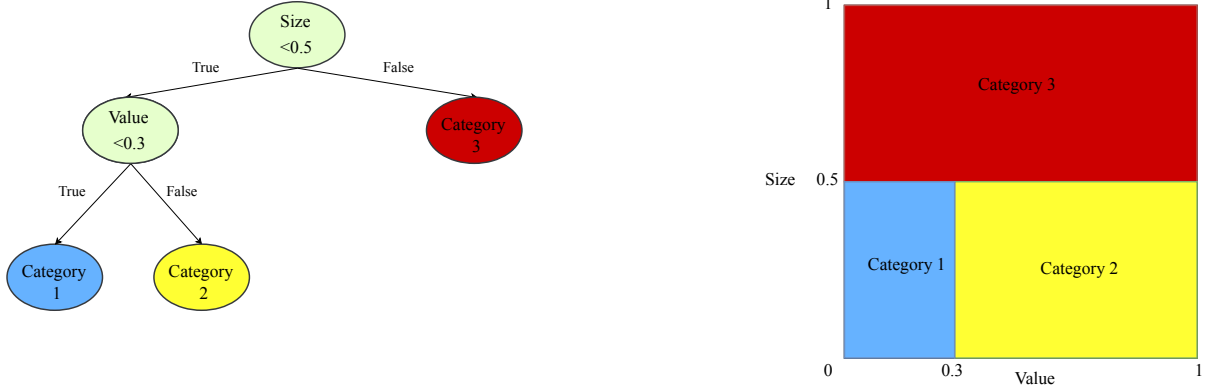 Size
<0.5
True
False
Value
<0.3
Category
3
True
False
Category
1
Category
2
1
Category 3
Size
0.5
Category 1
Category 2
0
0.3
Value
1